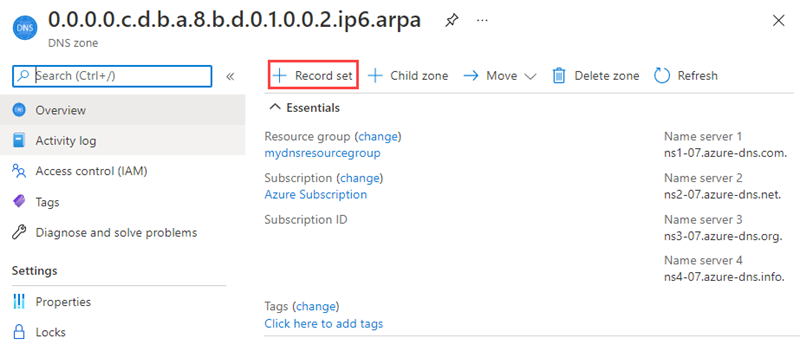 DNS
0.0.0.0.c.d.b.a.8.b.d.0.1.0.0.2.ip6.arpa
DNS zone
Search (Ctrl+/)
Record set
Child zone
Move
Delete zone
Refresh
Overview
Activity log
Access control (IAM)
Tags
Diagnose and solve problems
Settings
Properties
Locks
Essentials
Resource group (change)
mydnsresourcegroup
Subscription (change)
Azure Subscription
Subscription ID
Name server 1
ns1-07.azure-dns.com.
Name server 2
ns2-07.azure-dns.net.
Name server 3
ns3-07.azure-dns.org.
Name server 4
ns4-07.azure-dns.info.
Tags (change)
Click here to add tags